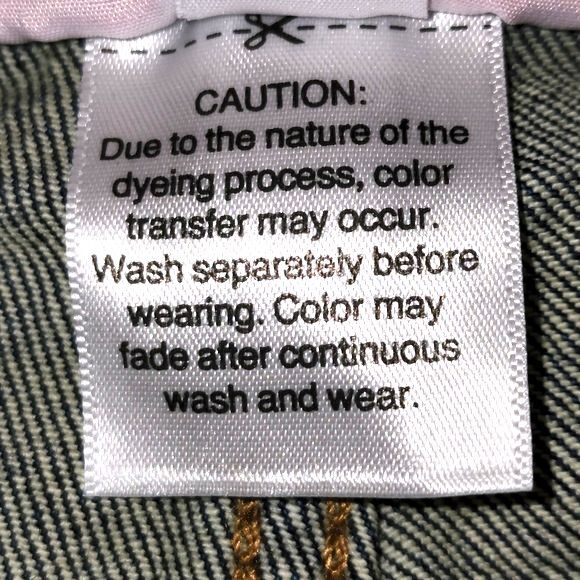 CAUTION:
Due to the nature of the
dyeing process, color
transfer may occur.
Wash separately before
wearing. Color may
fade after continuous
wash and wear.